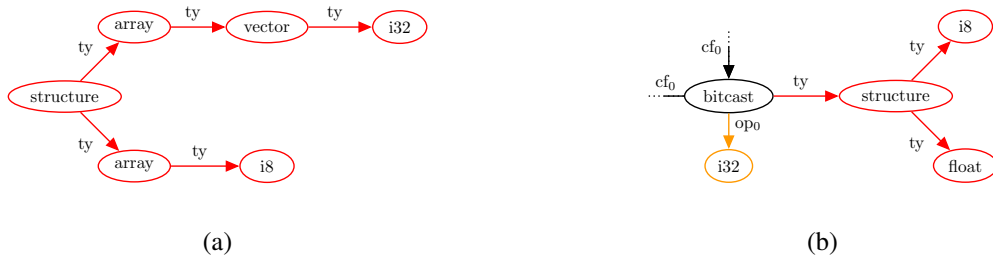 array ty vector ty i32
ty
structure
ty
array ty i8
(a)
i8
cf0 ty
cf0 bitcast ty structure
op0 ty
i32 float
(b)